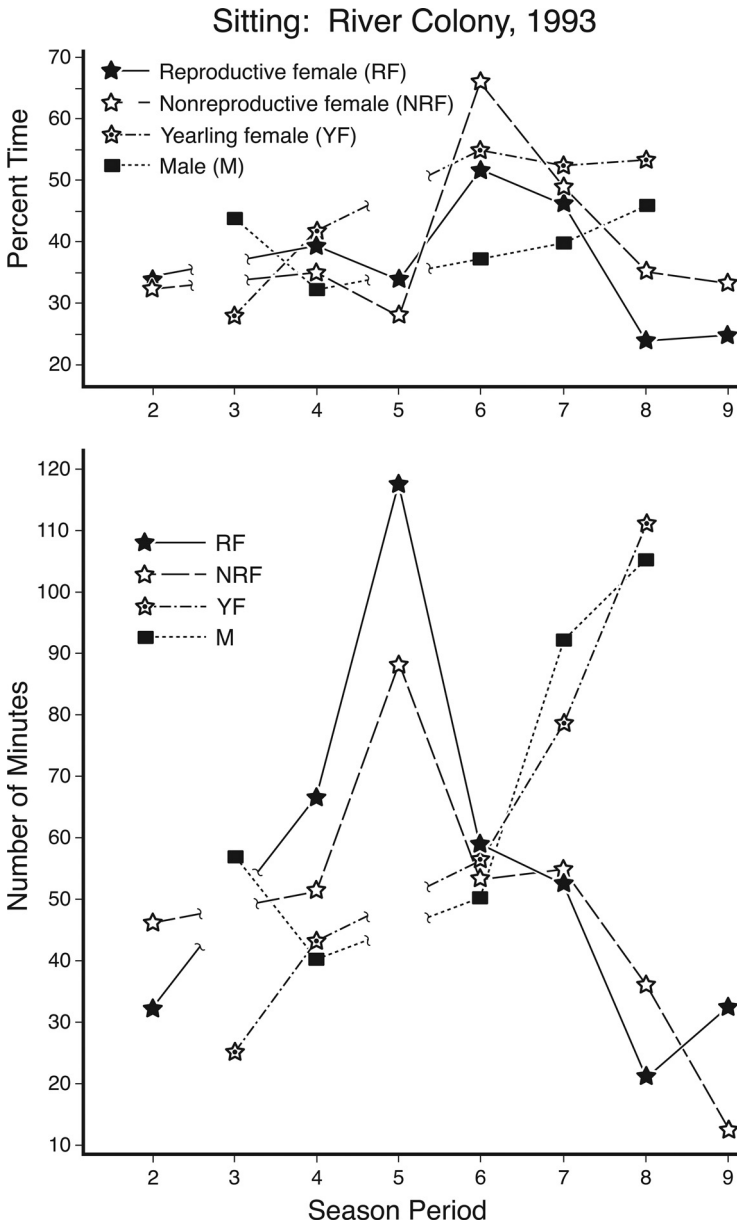 Sitting: River Colony, 1993
Percent Time
70
60
50
40
30
20
Reproductive female (RF)
Nonreproductive female (NRF)
Yearling female (YF)
Male (M)
2 3 4 5 6 7 8 9
Number of Minutes
120
110
100
90
80
70
60
50
40
30
20
10
RF
NRF
YF
M
2 3 4 5 6 7 8 9
Season Period